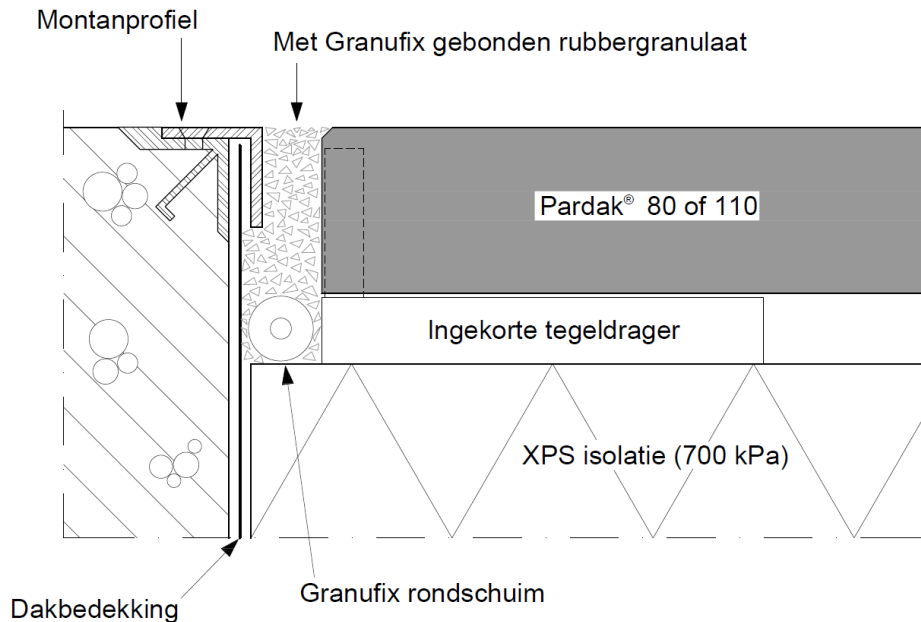 Montanprofiel
Met Granufix gebonden rubbergranulaat
Pardak® 80 of 110
Ingekorte tegeldrager
XPS isolatie (700 kPa)
Granufix rondschuim
Dakbedekking